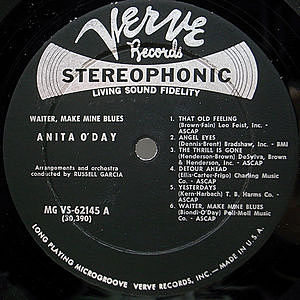 Verve
Records
STEREOPHONIC
LIVING SOUND FIDELITY
WAITER, MAKE MINE BLUES
ANITA O'DAY
Arrangements and orchestra
conducted by RUSSELL GARCIA
MG VS-62145 A
(30,390)
1. THAT OLD FEELING
(Brown-Fain) Leo Feist, Inc. -
ASCAP
2. ANGEL EYES
(Dennis-Brent) Bradshaw, Inc. - BMI
3. THE THRILL IS GONE
(Henderson-Brown) DeSylva, Brown
& Henderson, Inc. - ASCAP
4. DETOUR AHEAD
(Ellis-Carter-Frigo) Charling Music
Co. - ASCAP
5. YESTERDAYS
(Kern-Harbach) T. B. Harms Co. -
ASCAP
6. WAITER, MAKE MINE BLUES
(Biondi-O'Day) Poll-Moll Music
Co. - ASCAP
LONG PLAYING MICROGROOVE VERVE RECORDS, INC.—MADE IN U.S.A.